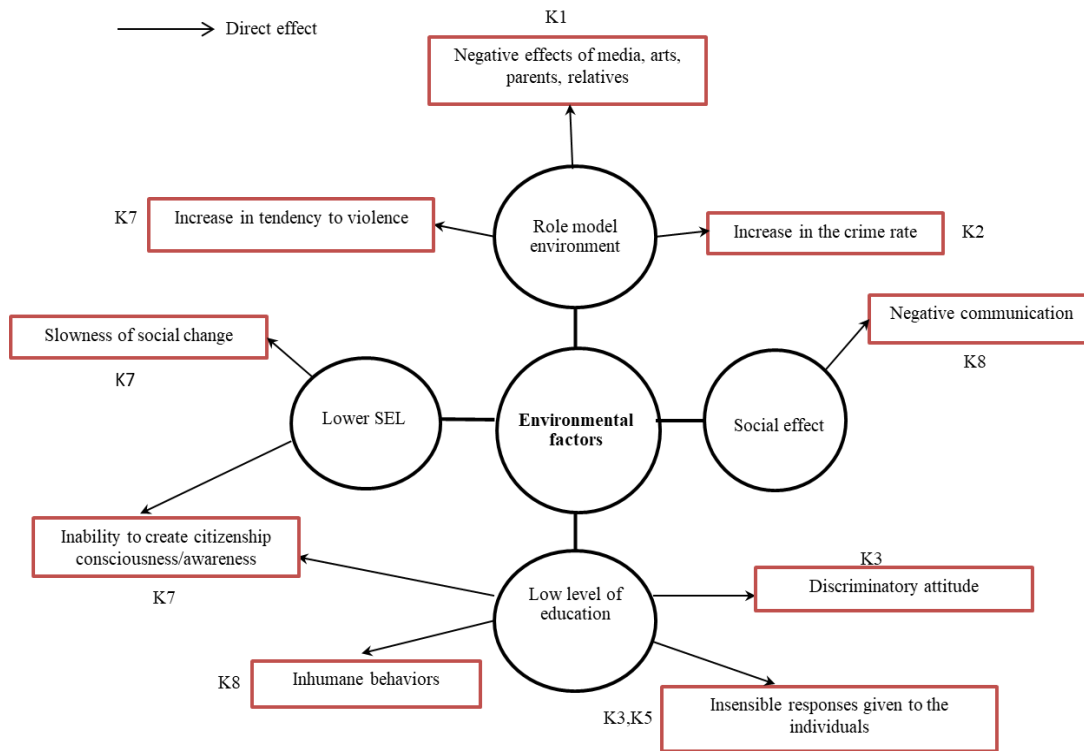 K1
Direct effect
Negative effects of media, arts,
parents, relatives
K7
Increase in tendency to violence
Role model
environment
Increase in the crime rate
K2
Slowness of social change
K7
Negative communication
K8
Lower SEL
Environmental
factors
Social effect
Inability to create citizenship
consciousness/awareness
K7
Low level of
education
K3
Discriminatory attitude
K8
Inhumane behaviors
K3,K5
Insensible responses given to the
individuals